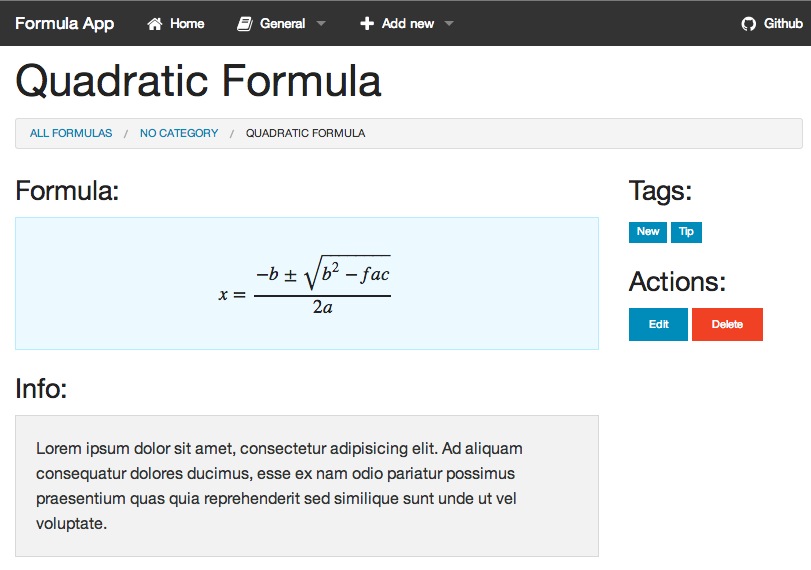 Formula App Home General Add new Github
Quadratic Formula
ALL FORMULAS / NO CATEGORY / QUADRATIC FORMULA
Formula:
x = \frac{-b ± \sqrt{b^2 - fac}}{2a}
Tags:
New Tip
Actions:
Edit Delete
Info:
Lorem ipsum dolor sit amet, consectetur adipisicing elit. Ad aliquam
consequatur dolores ducimus, esse ex nam odio pariatur possimus
praesentium quas quia reprehenderit sed similique sunt unde ut vel
voluptate.